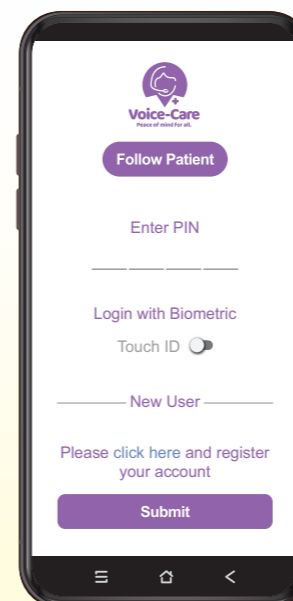 Voice-Care
Peace of mind for all.
Follow Patient
Enter PIN
Login with Biometric
Touch ID
New User
Please click here and register
your account
Submit